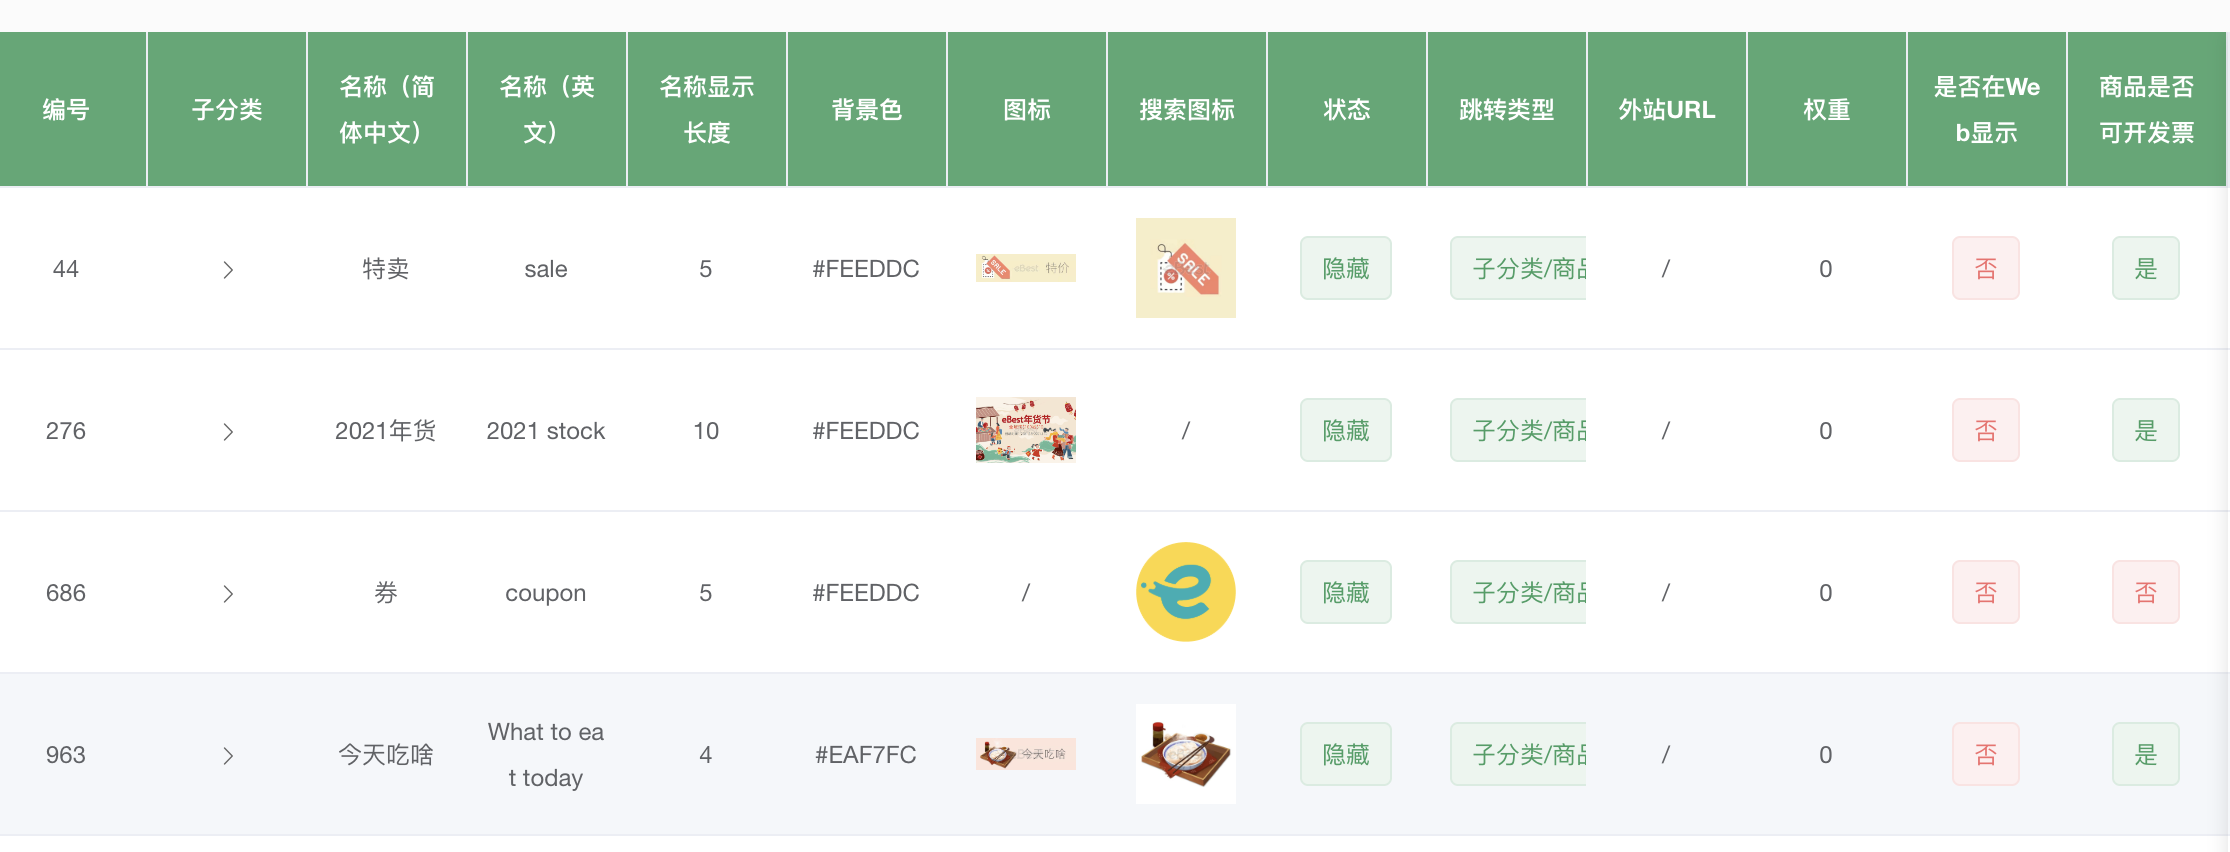 编号
子分类
名称（简
体中文）
名称（英
文）
名称显示
长度
背景色
图标
搜索图标
状态
跳转类型
外站URL
权重
是否在We
b显示
商品是否
可开发票
44
特卖
sale
5
#FEEDDC
eBest 特价
SALE
%
SALE
隐藏
子分类/商品
/
0
否
是
276
2021年货
2021 stock
10
#FEEDDC
eBest年货节
/
隐藏
子分类/商品
/
0
否
是
686
券
coupon
5
#FEEDDC
/
e
隐藏
子分类/商品
/
0
否
否
963
今天吃啥
What to ea
t today
4
#EAF7FC
今天吃啥
隐藏
子分类/商品
/
0
否
是